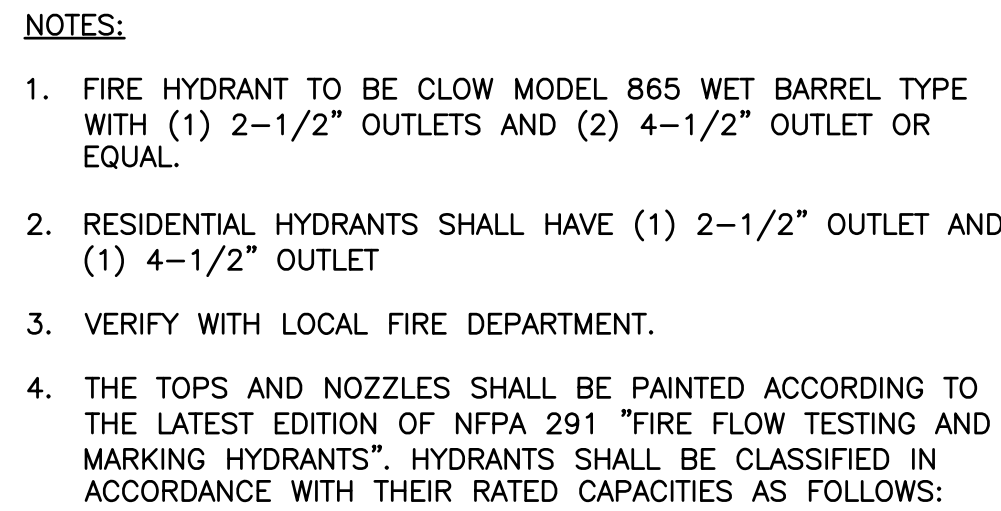 NOTES:
1. FIRE HYDRANT TO BE CLOW MODEL 865 WET BARREL TYPE
WITH (1) 2-1/2" OUTLETS AND (2) 4-1/2" OUTLET OR
EQUAL.
2. RESIDENTIAL HYDRANTS SHALL HAVE (1) 2-1/2" OUTLET AND
(1) 4-1/2" OUTLET
3. VERIFY WITH LOCAL FIRE DEPARTMENT.
4. THE TOPS AND NOZZLES SHALL BE PAINTED ACCORDING TO
THE LATEST EDITION OF NFPA 291 "FIRE FLOW TESTING AND
MARKING HYDRANTS". HYDRANTS SHALL BE CLASSIFIED IN
ACCORDANCE WITH THEIR RATED CAPACITIES AS FOLLOWS: